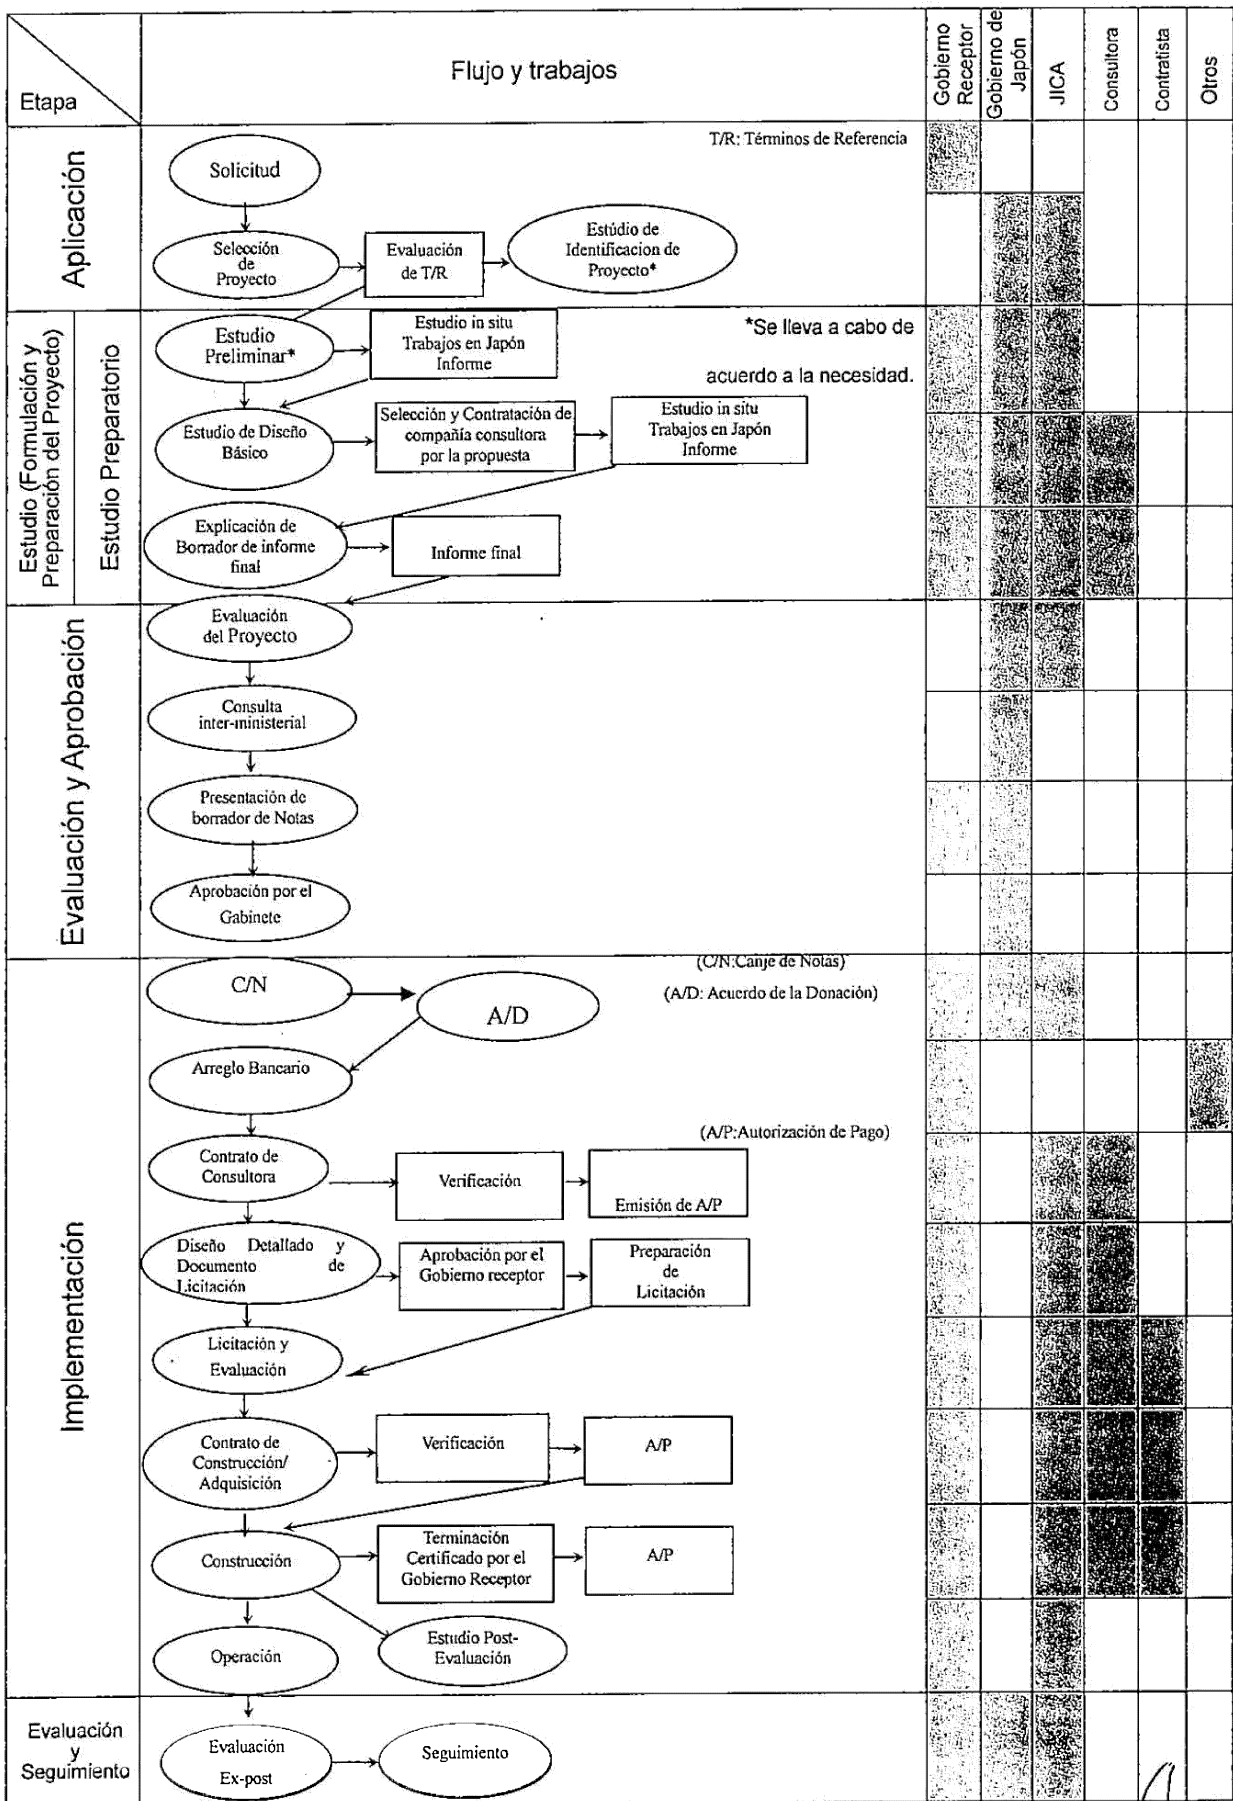 Etapa
Flujo y trabajos
Gobierno
Receptor
Gobierno de
Japón
JICA
Consultora
Contratista
Otros
Aplicación
T/R: Términos de Referencia
Solicitud
Selección
de
Proyecto
Evaluación
de T/R
Estúdio de
Identificacion de
Proyecto*
Estudio (Formulación y
Preparación del Proyecto)
Estudio Preparatorio
Estudio
Preliminar*
Estudio in situ
Trabajos en Japón
Informe
*Se lleva a cabo de
acuerdo a la necesidad.
Estudio de Diseño
Básico
Selección y Contratación de
compañía consultora
por la propuesta
Estudio in situ
Trabajos en Japón
Informe
Explicación de
Borrador de informe
final
Informe final
Evaluación y Aprobación
Evaluación
del Proyecto
Consulta
inter-ministerial
Presentación de
borrador de Notas
Aprobación por el
Gabinete
Implementación
C/N
A/D
(C/N:Canje de Notas)
(A/D: Acuerdo de la Donación)
Arreglo Bancario
(A/P:Autorización de Pago)
Contrato de
Consultora
Verificación
Emisión de A/P
Diseño Detallado y
Documento de
Licitación
Aprobación por el
Gobierno receptor
Preparación
de
Licitación
Licitación y
Evaluación
Contrato de
Construcción/
Adquisición
Verificación
A/P
Construcción
Terminación
Certificado por el
Gobierno Receptor
A/P
Operación
Estudio Post-
Evaluación
Evaluación
y
Seguimiento
Evaluación
Ex-post
Seguimiento